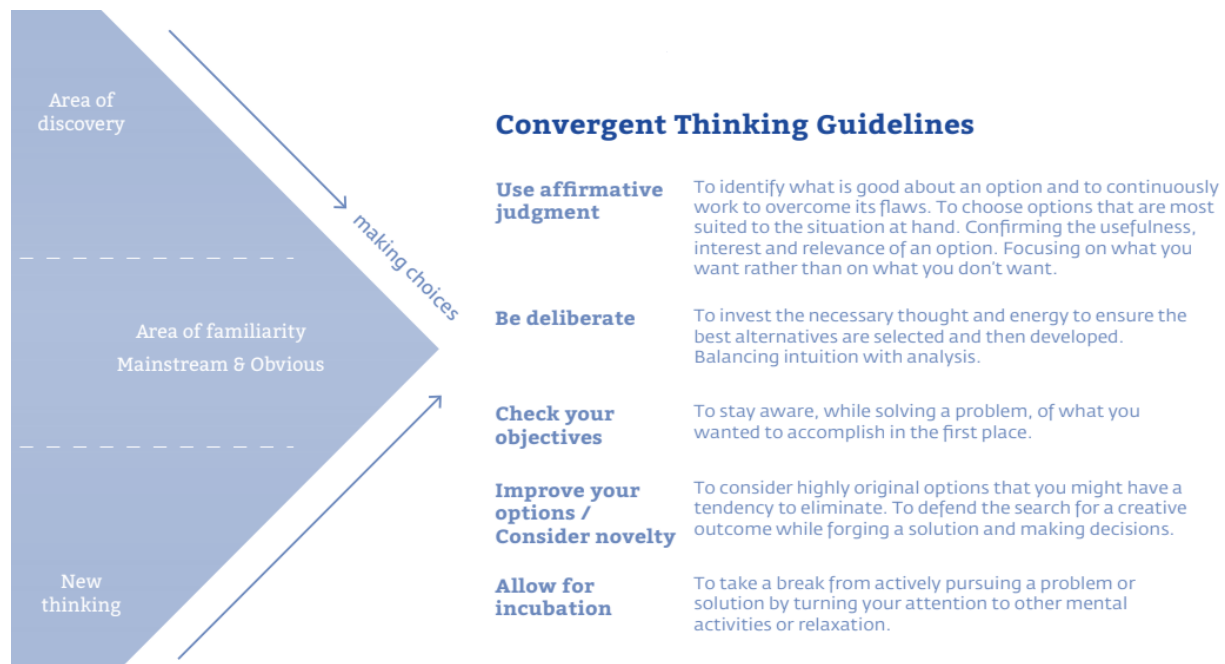 Area of
discovery
making choices
Area of familiarity
Mainstream & Obvious
New
thinking
Convergent Thinking Guidelines
Use affirmative
judgment
To identify what is good about an option and to continuously
work to overcome its flaws. To choose options that are most
suited to the situation at hand. Confirming the usefulness,
interest and relevance of an option. Focusing on what you
want rather than on what you don't want.
Be deliberate
To invest the necessary thought and energy to ensure the
best alternatives are selected and then developed.
Balancing intuition with analysis.
Check your
objectives
To stay aware, while solving a problem, of what you
wanted to accomplish in the first place.
Improve your
options /
Consider novelty
To consider highly original options that you might have a
tendency to eliminate. To defend the search for a creative
outcome while forging a solution and making decisions.
Allow for
incubation
To take a break from actively pursuing a problem or
solution by turning your attention to other mental
activities or relaxation.